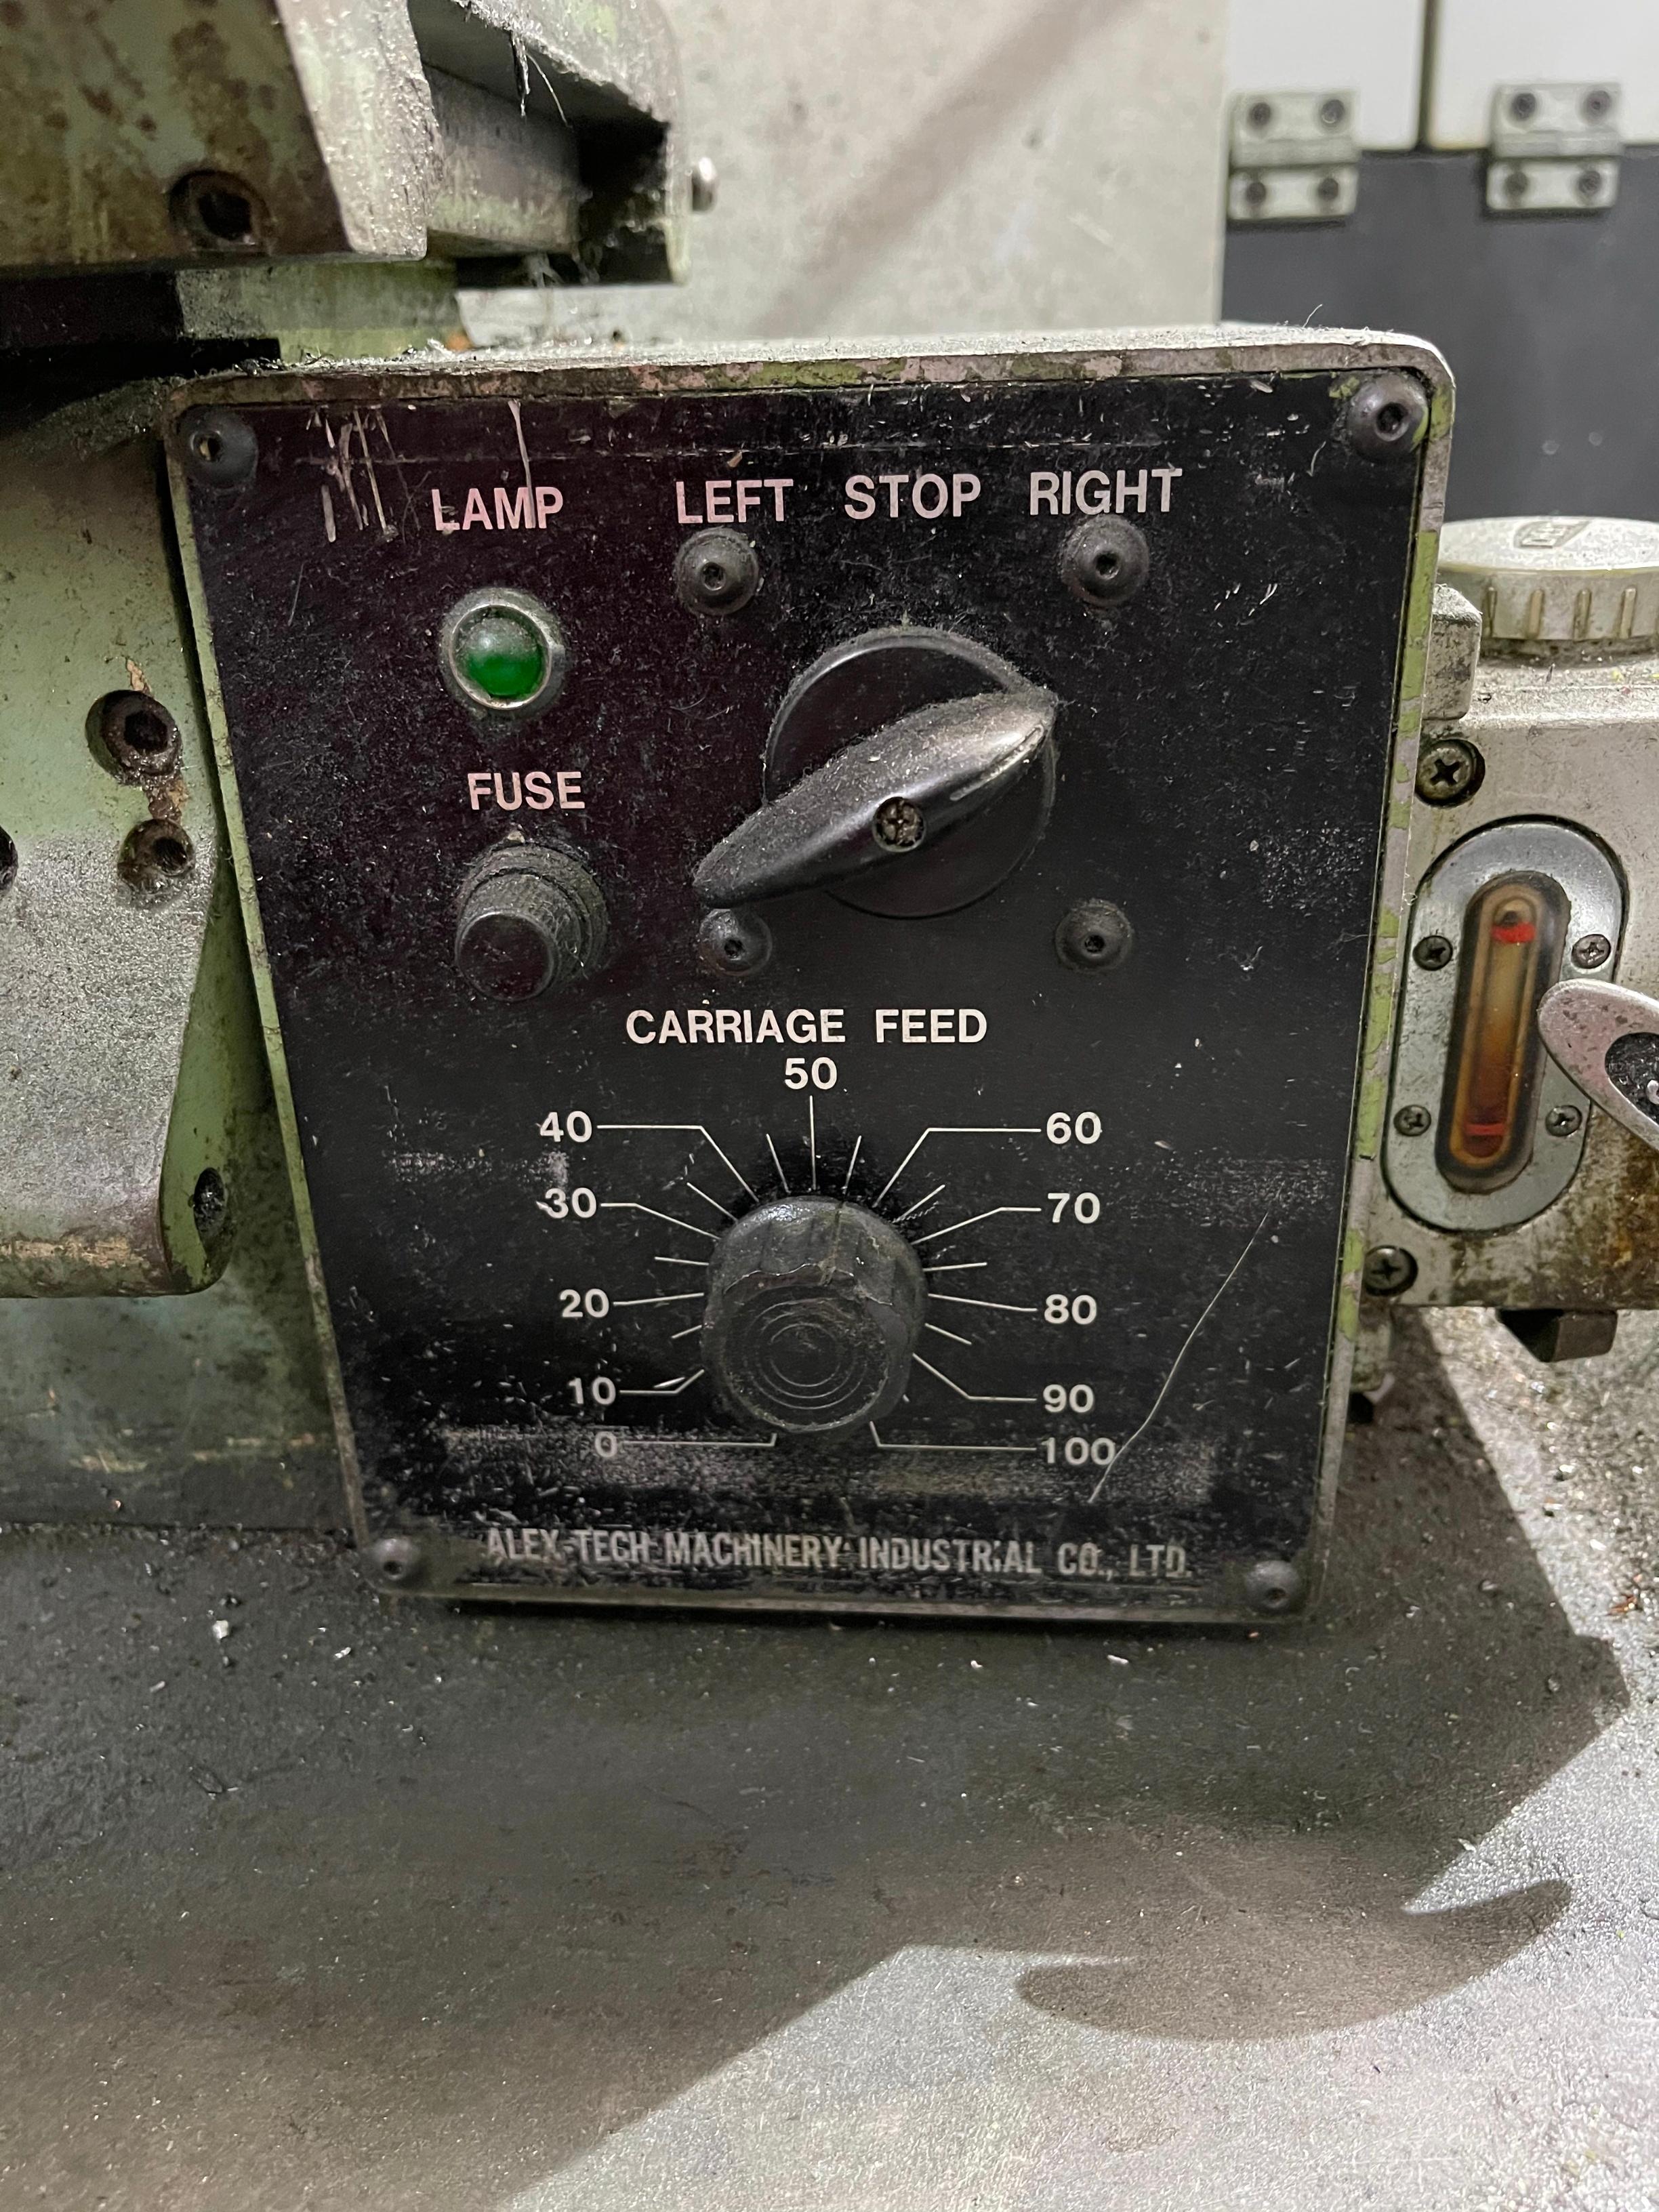 LAMP LEFT STOP RIGHT
FUSE
CARRIAGE FEED
50
40 60
30 70
20 80
10 90
0 100
ALEX-TECH MACHINERY INDUSTRIAL CO., LTD.